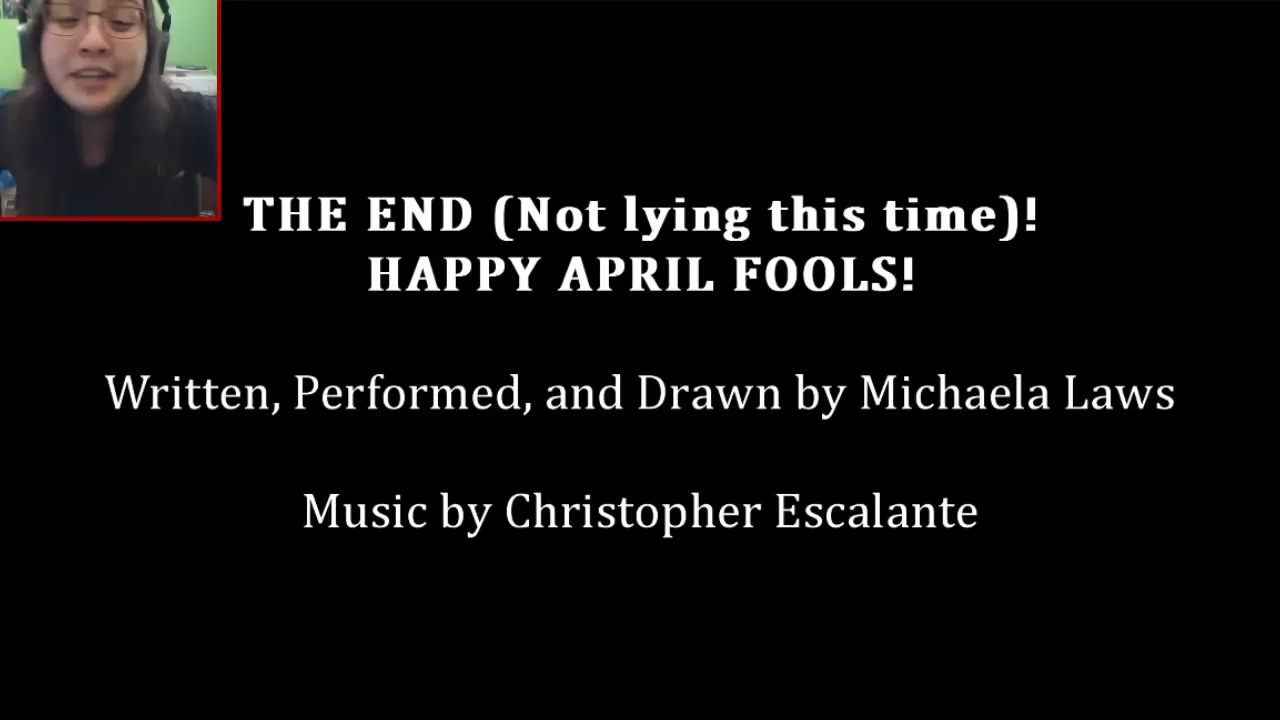 THE END (Not lying this time)!
HAPPY APRIL FOOLS!
Written, Performed, and Drawn by Michaela Laws
Music by Christopher Escalante